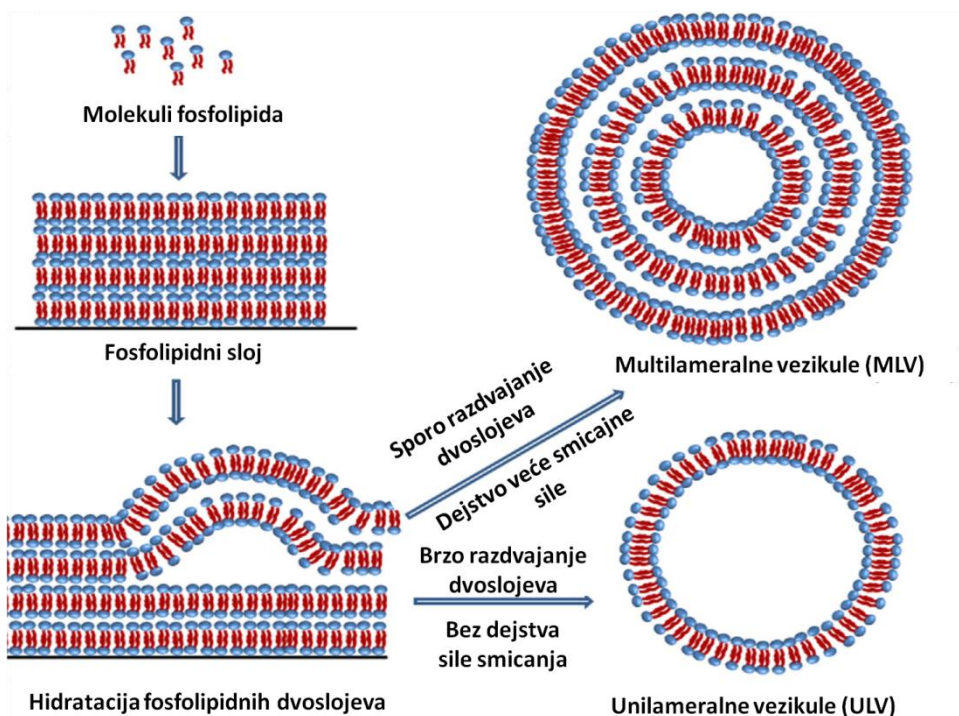 Molekuli fosfolipida
Fosfolipidni sloj
Hidratacija fosfolipidnih dvoslojeva
Sporo razdvajanje
dvoslojeva
Dejstvo veće smicajne
sile
Brzo razdvajanje
dvoslojeva
Bez dejstva
sile smicanja
Multilameralne vezikule (MLV)
Unilameralne vezikule (ULV)